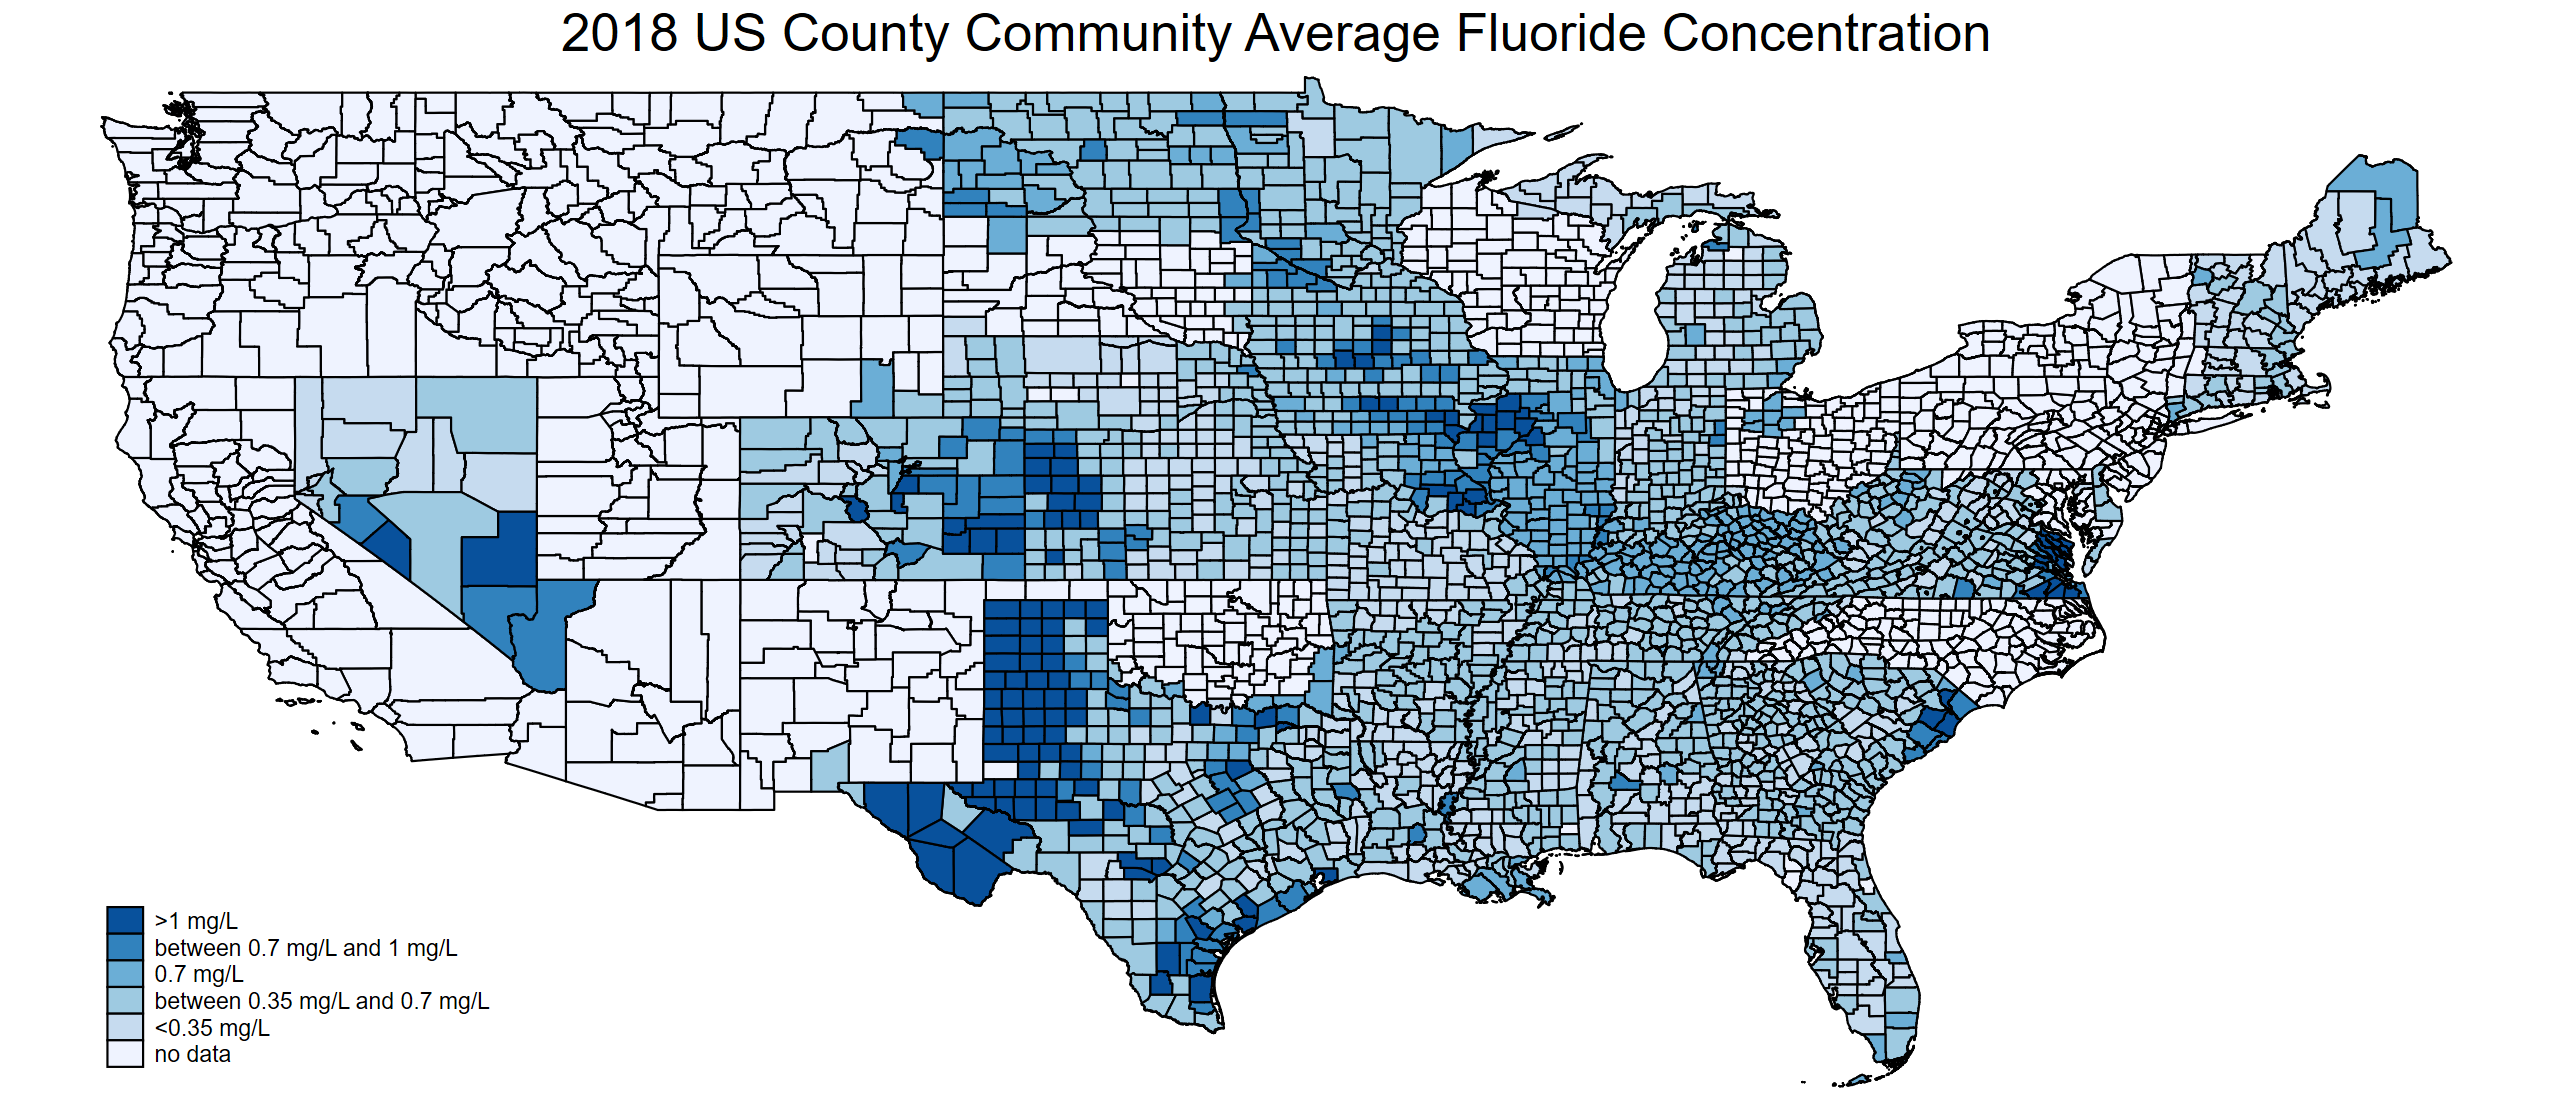 2018 US County Community Average Fluoride Concentration
>1 mg/L
between 0.7 mg/L and 1 mg/L
0.7 mg/L
between 0.35 mg/L and 0.7 mg/L
<0.35 mg/L
no data